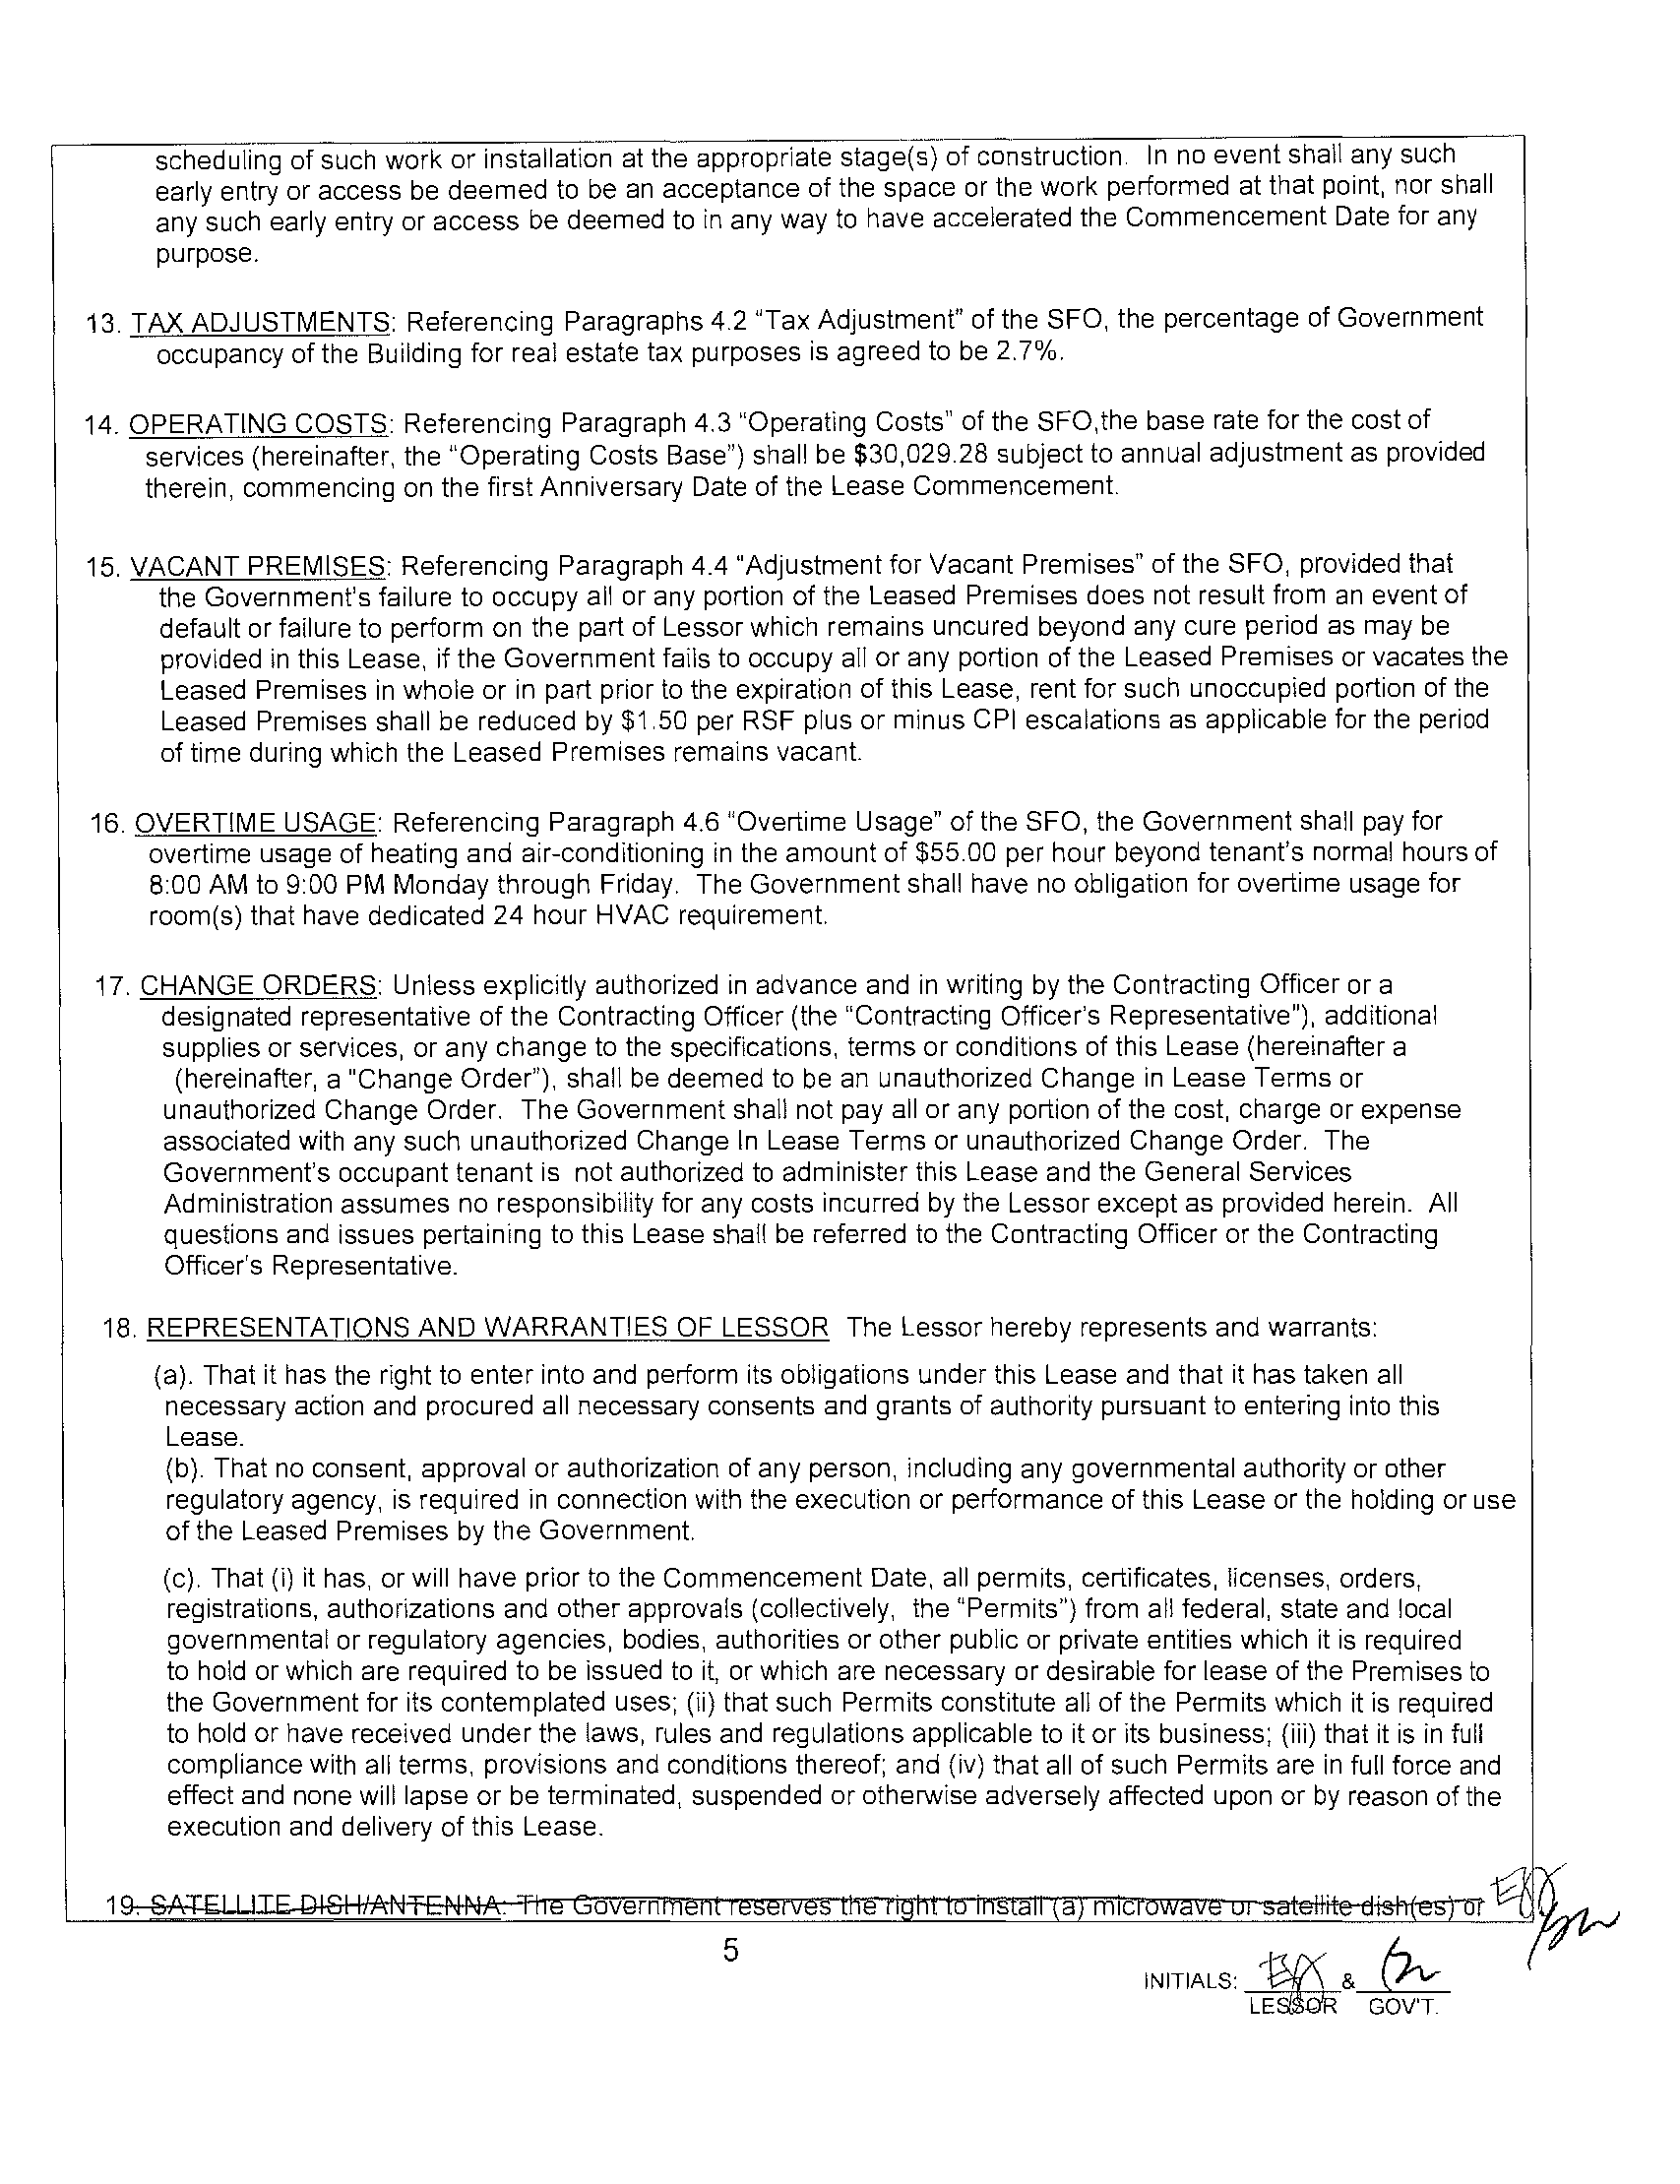 scheduling of such work or installation at the appropriate stage(s) of construction. In no event shall any such
early entry or access be deemed to be an acceptance of the space or the work performed at that point, nor shall
any such early entry or access be deemed to in any way to have accelerated the Commencement Date for any
purpose.
13. TAX ADJUSTMENTS: Referencing Paragraphs 4.2 "Tax Adjustment" of the SFO, the percentage of Government
occupancy of the Building for real estate tax purposes is agreed to be 2.7%.
14. OPERATING COSTS: Referencing Paragraph 4.3 "Operating Costs" of the SFO,the base rate for the cost of
services (hereinafter, the "Operating Costs Base") shall be $30,029.28 subject to annual adjustment as provided
therein, commencing on the first Anniversary Date of the Lease Commencement.
15. VACANT PREMISES: Referencing Paragraph 4.4 "Adjustment for Vacant Premises" of the SFO, provided that
the Government's failure to occupy all or any portion of the Leased Premises does not result from an event of
default or failure to perform on the part of Lessor which remains uncured beyond any cure period as may be
provided in this Lease, if the Government fails to occupy all or any portion of the Leased Premises or vacates the
Leased Premises in whole or in part prior to the expiration of this Lease, rent for such unoccupied portion of the
Leased Premises shall be reduced by $1.50 per RSF plus or minus CPI escalations as applicable for the period
of time during which the Leased Premises remains vacant.
16. OVERTIME USAGE: Referencing Paragraph 4.6 "Overtime Usage" of the SFO, the Government shall pay for
overtime usage of heating and air-conditioning in the amount of $55.00 per hour beyond tenant's normal hours of
8:00 AM to 9:00 PM Monday through Friday. The Government shall have no obligation for overtime usage for
room(s) that have dedicated 24 hour HVAC requirement.
17. CHANGE ORDERS: Unless explicitly authorized in advance and in writing by the Contracting Officer or a
designated representative of the Contracting Officer (the "Contracting Officer's Representative"), additional
supplies or services, or any change to the specifications, terms or conditions of this Lease (hereinafter a
(hereinafter, a "Change Order"), shall be deemed to be an unauthorized Change in Lease Terms or
unauthorized Change Order. The Government shall not pay all or any portion of the cost, charge or expense
associated with any such unauthorized Change In Lease Terms or unauthorized Change Order. The
Government's occupant tenant is not authorized to administer this Lease and the General Services
Administration assumes no responsibility for any costs incurred by the Lessor except as provided herein. All
questions and issues pertaining to this Lease shall be referred to the Contracting Officer or the Contracting
Officer's Representative.
18. REPRESENTATIONS AND WARRANTIES OF LESSOR The Lessor hereby represents and warrants:
(a). That it has the right to enter into and perform its obligations under this Lease and that it has taken all
necessary action and procured all necessary consents and grants of authority pursuant to entering into this
Lease.
(b). That no consent, approval or authorization of any person, including any governmental authority or other
regulatory agency, is required in connection with the execution or performance of this Lease or the holding or use
of the Leased Premises by the Government.
(c). That (i) it has, or will have prior to the Commencement Date, all permits, certificates, licenses, orders,
registrations, authorizations and other approvals (collectively, the "Permits") from all federal, state and local
governmental or regulatory agencies, bodies, authorities or other public or private entities which it is required
to hold or which are required to be issued to it, or which are necessary or desirable for lease of the Premises to
the Government for its contemplated uses; (ii) that such Permits constitute all of the Permits which it is required
to hold or have received under the laws, rules and regulations applicable to it or its business; (iii) that it is in full
compliance with all terms, provisions and conditions thereof; and (iv) that all of such Permits are in full force and
effect and none will lapse or be terminated, suspended or otherwise adversely affected upon or by reason of the
execution and delivery of this Lease.
19. SATELLITE DISH/ANTENNA: The Government reserves the right to install (a) microwave or satellite dish(es) or
5
INITIALS: &
LESSOR GOV'T.